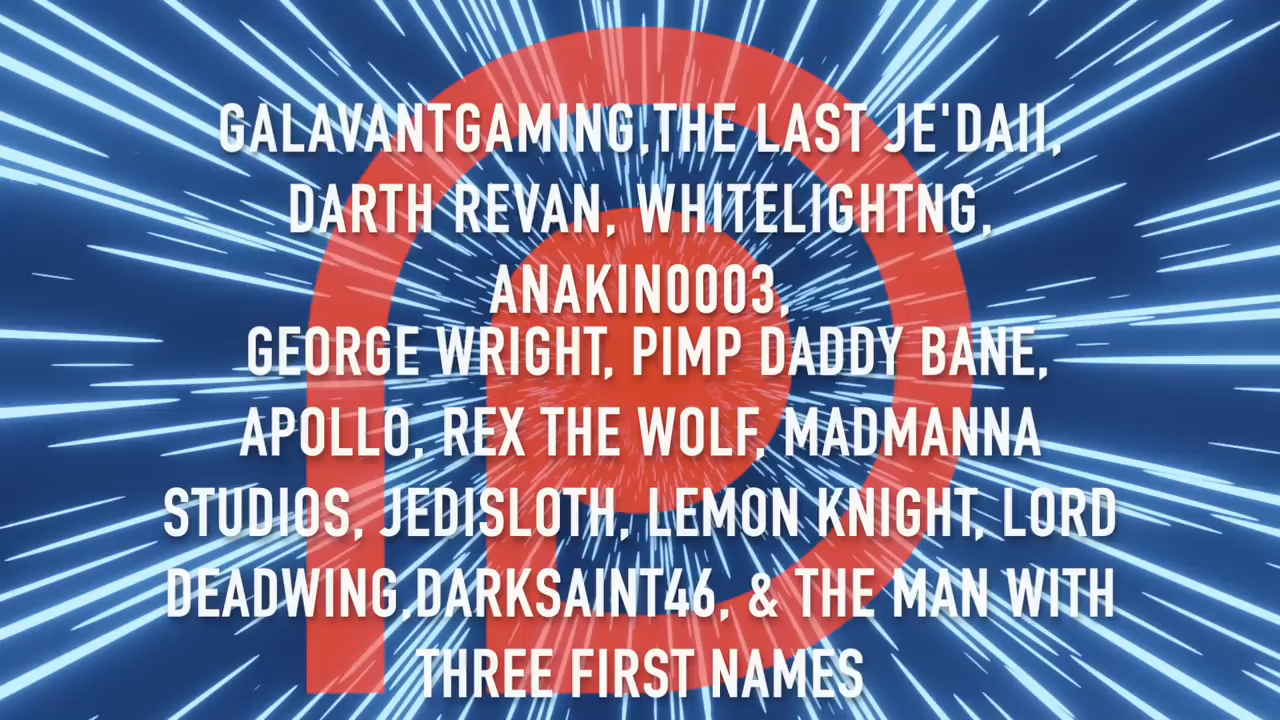 GALAVANTGAMING,THE LAST JE'DAII,
DARTH REVAN, WHITELIGHTNG,
ANAKIN0003,
GEORGE WRIGHT, PIMP DADDY BANE,
APOLLO, REX THE WOLF, MADMANNA
STUDIOS, JEDISLOTH, LEMON KNIGHT, LORD
DEADWING,DARKSAINT46, & THE MAN WITH
THREE FIRST NAMES